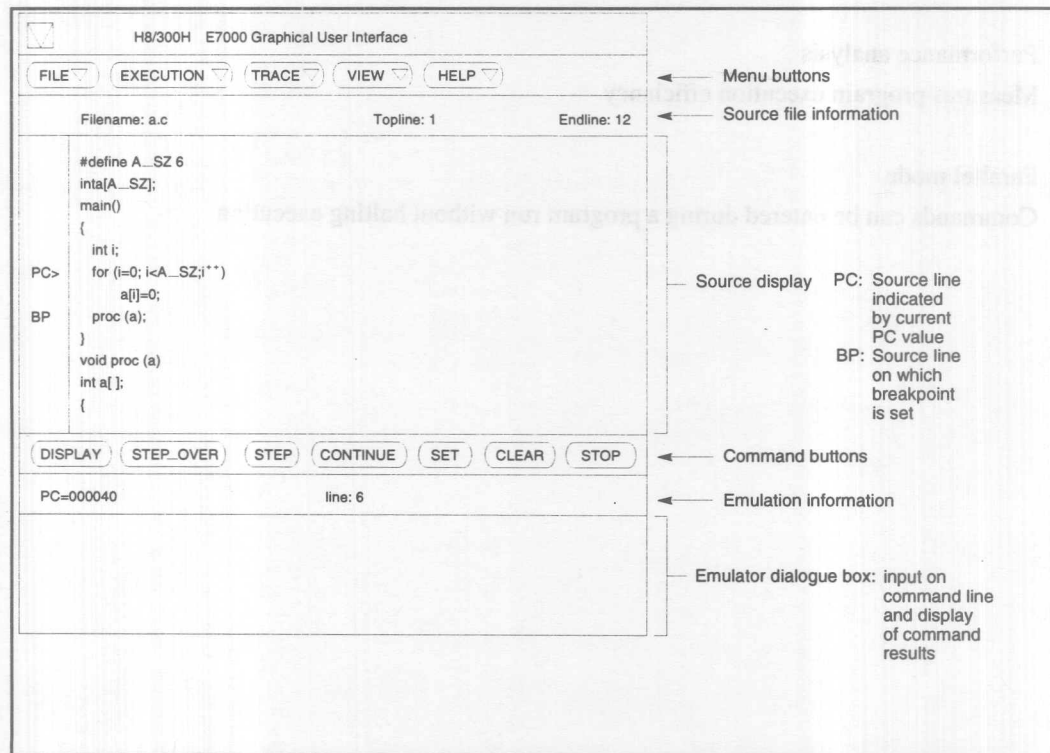 H8/300H E7000 Graphical User Interface
FILE EXECUTION TRACE VIEW HELP
Menu buttons
Filename: a.c Topline: 1 Endline: 12
Source file information
#define A_SZ 6
inta[A_SZ];
main()
{
int i;
PC> for (i=0; i<A_SZ;i++)
a[i]=0;
BP proc (a);
}
void proc (a)
int a[ ];
{
Source display
PC: Source line
indicated
by current
PC value
BP: Source line
on which
breakpoint
is set
DISPLAY STEP_OVER STEP CONTINUE SET CLEAR STOP
Command buttons
PC=000040 line: 6
Emulation information
Emulator dialogue box: input on
command line
and display
of command
results
Performance analysis
Measures program execution efficiency
Parallel mode
Commands can be entered during a program run without halting execution